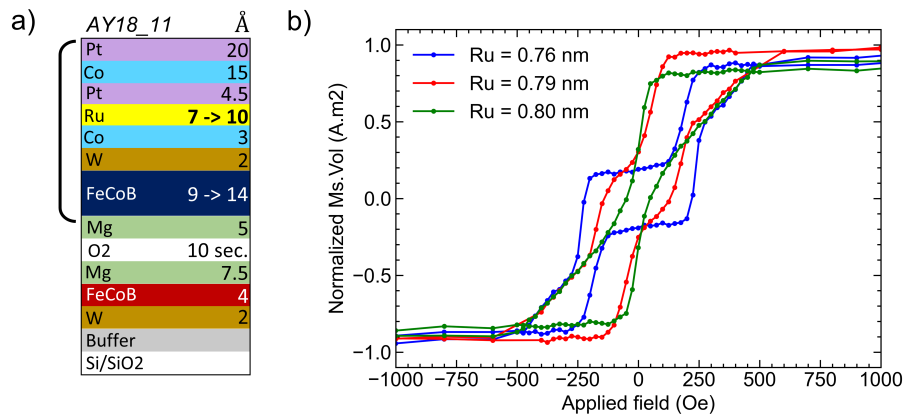 a)
AY18_11 Å
Pt 20
Co 15
Pt 4.5
Ru 7 -> 10
Co 3
W 2
FeCoB 9 -> 14
Mg 5
O2 10 sec.
Mg 7.5
FeCoB 4
W 2
Buffer
Si/SiO2
b)
Normalized Ms.Vol (A.m2)
1.0
0.5
0.0
−0.5
−1.0
Ru = 0.76 nm
Ru = 0.79 nm
Ru = 0.80 nm
−1000 −750 −500 −250 0 250 500 750 1000
Applied field (Oe)